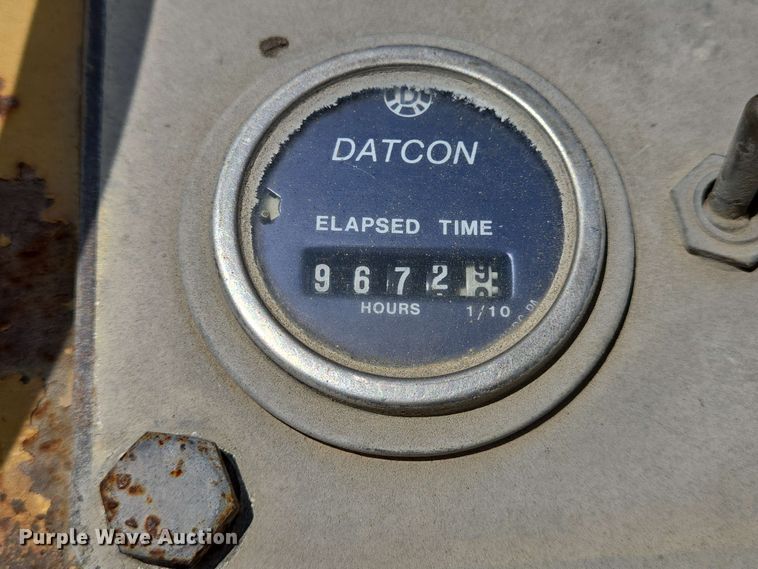 D
DATCON
ELAPSED TIME
9672
HOURS 1/10
Purple Wave Auction